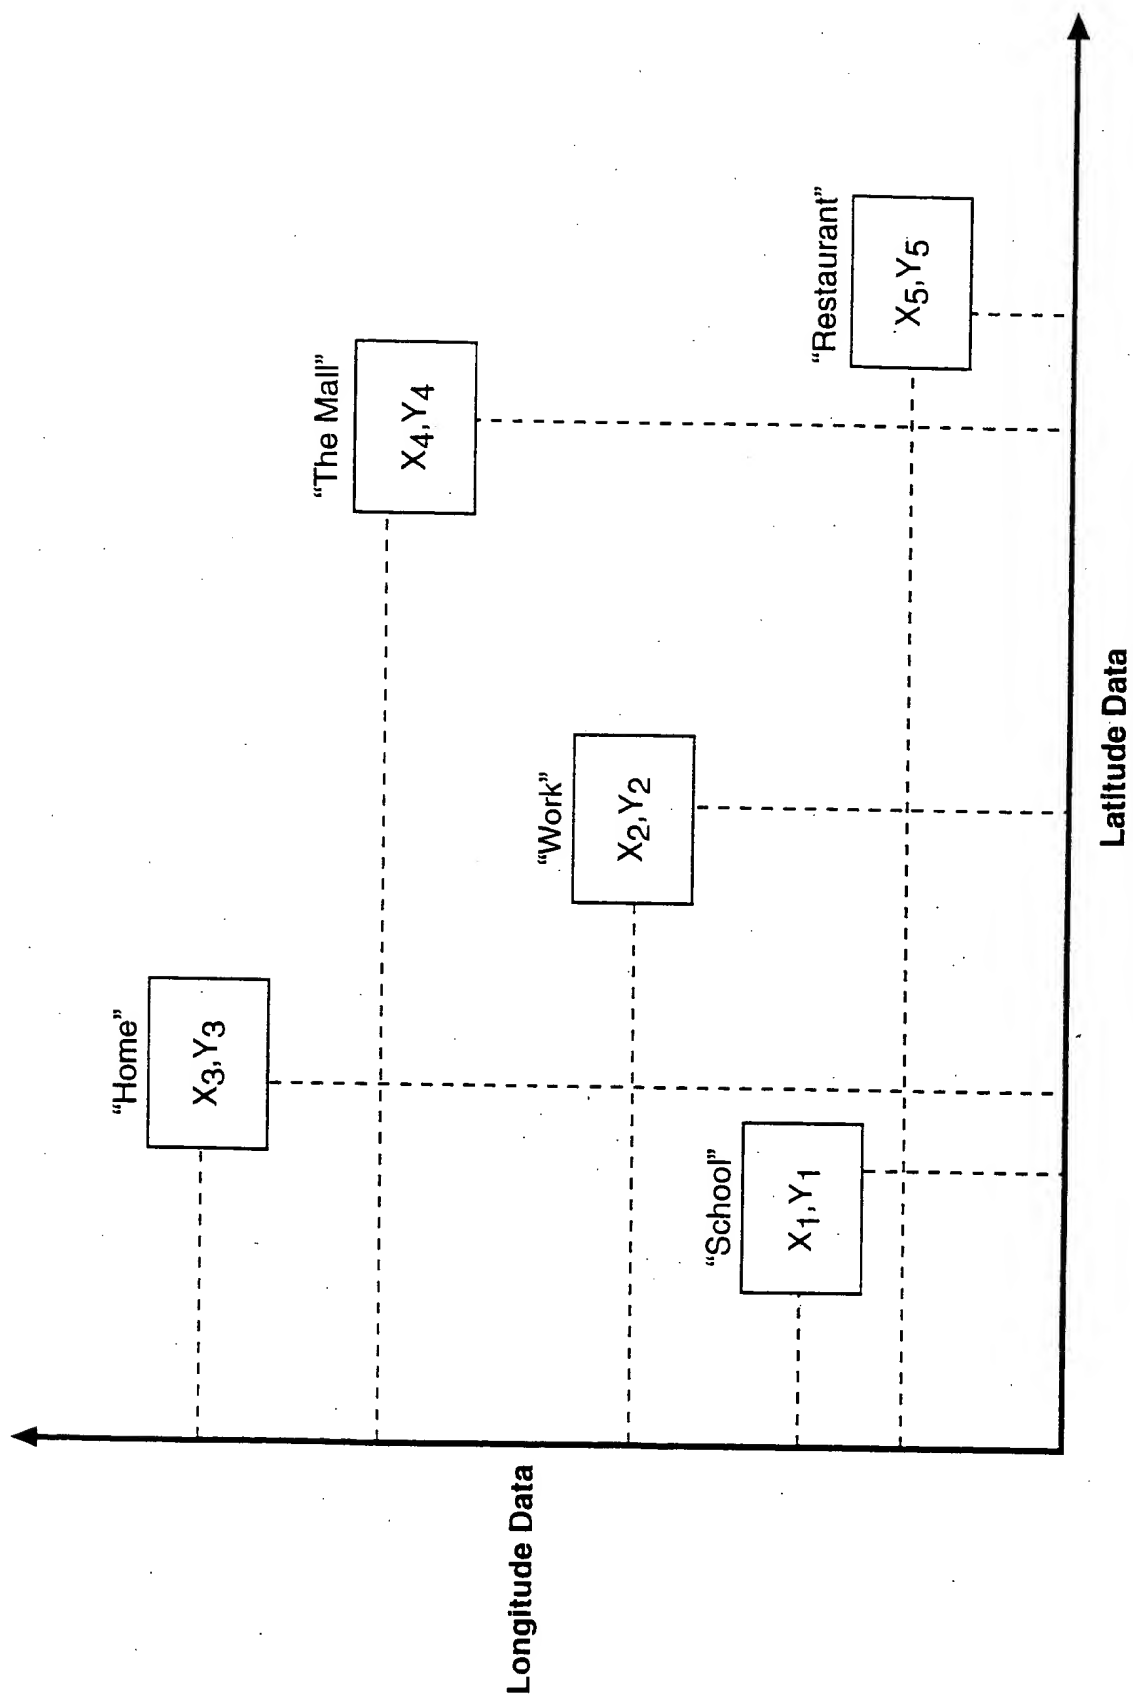 Longitude Data
“Home”
X3,Y3
“The Mall”
X4,Y4
“Work”
X2,Y2
“School”
X1,Y1
“Restaurant”
X5,Y5
Latitude Data